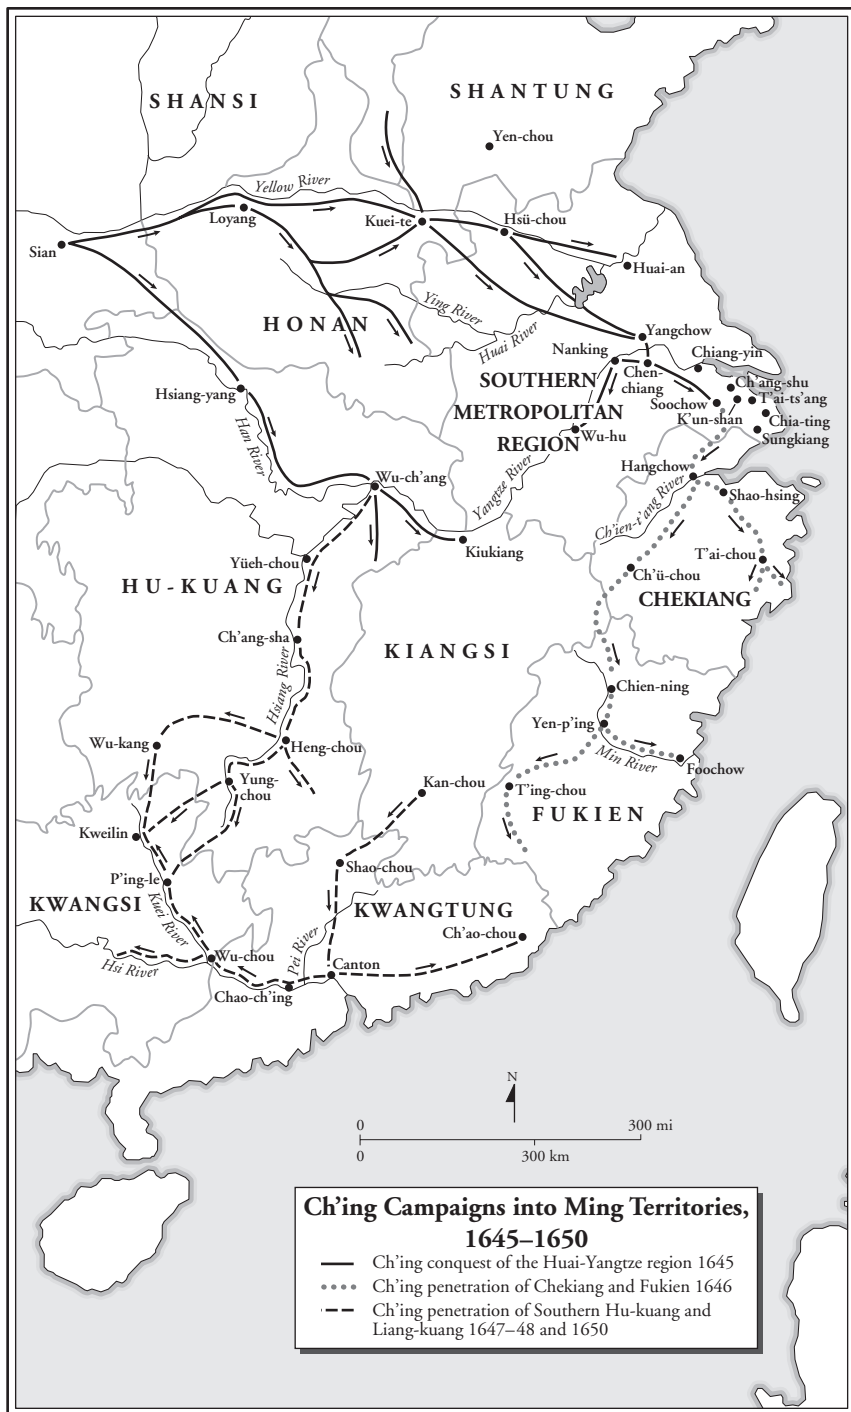 SHANSI
SHANTUNG
Yen-chou
Yellow River
Loyang
Kuei-te
Hsü-chou
Sian
Huai-an
Ying River
HONAN
Huai River
Yangchow
Nanking
Chiang-yin
Chen-
chiang
SOUTHERN
METROPOLITAN
REGION
Ch'ang-shu
T'ai-ts'ang
Soochow
K'un-shan
Chia-ting
Sungkiang
Wu-hu
Hsiang-yang
Han River
Hangchow
Wu-ch'ang
Yangtze River
Shao-hsing
Ch'ien-t'ang River
Kiukiang
T'ai-chou
Yüeh-chou
Ch'ü-chou
HU-KUANG
CHEKIANG
Ch'ang-sha
KIANGSI
Hsiang River
Chien-ning
Yen-p'ing
Wu-kang
Heng-chou
Min River
Foochow
Yung-
chou
Kan-chou
T'ing-chou
FUKIEN
Kweilin
Shao-chou
P'ing-le
KWANGSI
Kuei River
KWANGTUNG
Ch'ao-chou
Pei River
Wu-chou
Hsi River
Canton
Chao-ch'ing
N
0 300 mi
0 300 km
Ch'ing Campaigns into Ming Territories,
1645–1650
Ch'ing conquest of the Huai-Yangtze region 1645
Ch'ing penetration of Chekiang and Fukien 1646
Ch'ing penetration of Southern Hu-kuang and
Liang-kuang 1647–48 and 1650